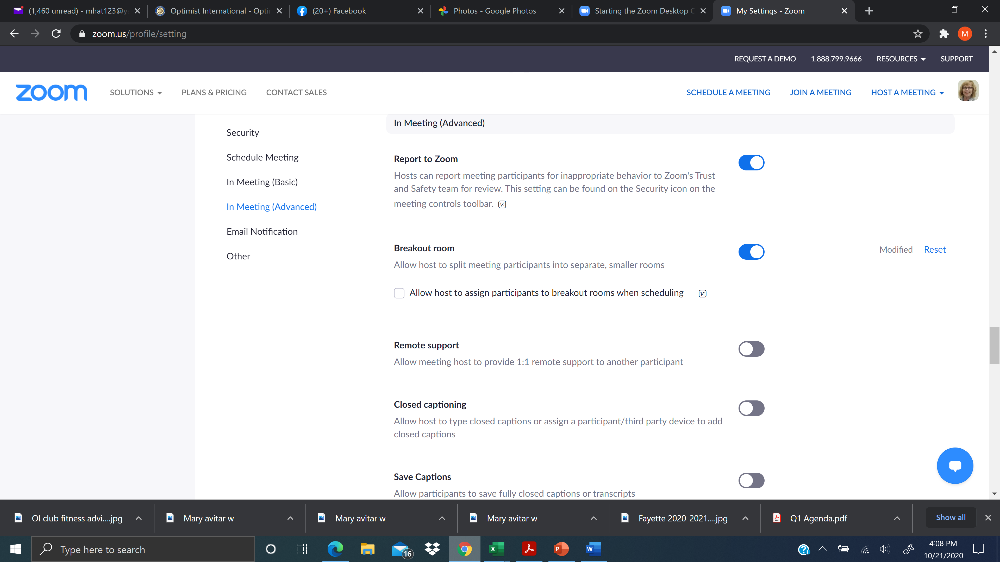 (1,460 unread) - mhat123@y
Optimist International - Opti
(20+) Facebook
Photos - Google Photos
Starting the Zoom Desktop C
My Settings - Zoom
zoom.us/profile/setting
M
REQUEST A DEMO
1.888.799.9666
RESOURCES
SUPPORT
zoom
SOLUTIONS
PLANS & PRICING
CONTACT SALES
SCHEDULE A MEETING
JOIN A MEETING
HOST A MEETING
Security
Schedule Meeting
In Meeting (Basic)
In Meeting (Advanced)
Email Notification
Other
In Meeting (Advanced)
Report to Zoom
Hosts can report meeting participants for inappropriate behavior to Zoom's Trust
and Safety team for review. This setting can be found on the Security icon on the
meeting controls toolbar.
Breakout room
Modified
Reset
Allow host to split meeting participants into separate, smaller rooms
Allow host to assign participants to breakout rooms when scheduling
Remote support
Allow meeting host to provide 1:1 remote support to another participant
Closed captioning
Allow host to type closed captions or assign a participant/third party device to add
closed captions
Save Captions
Allow participants to save fully closed captions or transcripts
OI club fitness advi....jpg
Mary avitar w
Mary avitar w
Mary avitar w
Fayette 2020-2021....jpg
Q1 Agenda.pdf
Show all
Type here to search
16
4:08 PM
10/21/2020